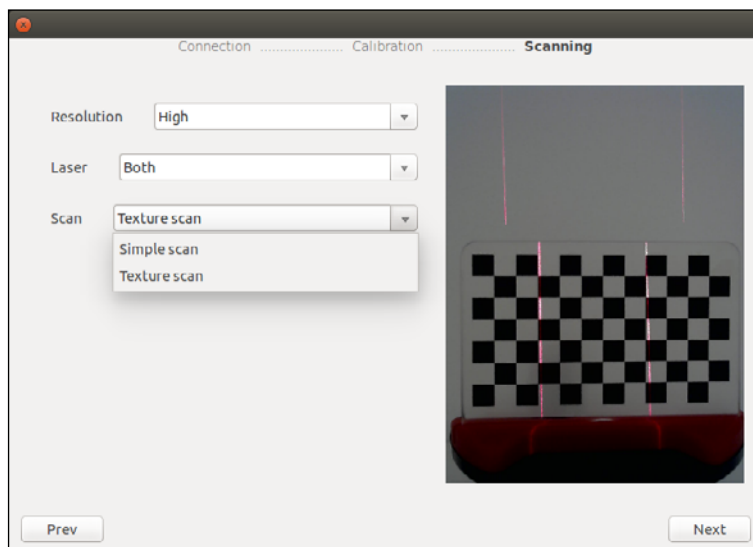 Connection ...................... Calibration ...................... Scanning
Resolution High
Laser Both
Scan Texture scan
Simple scan
Texture scan
Prev Next